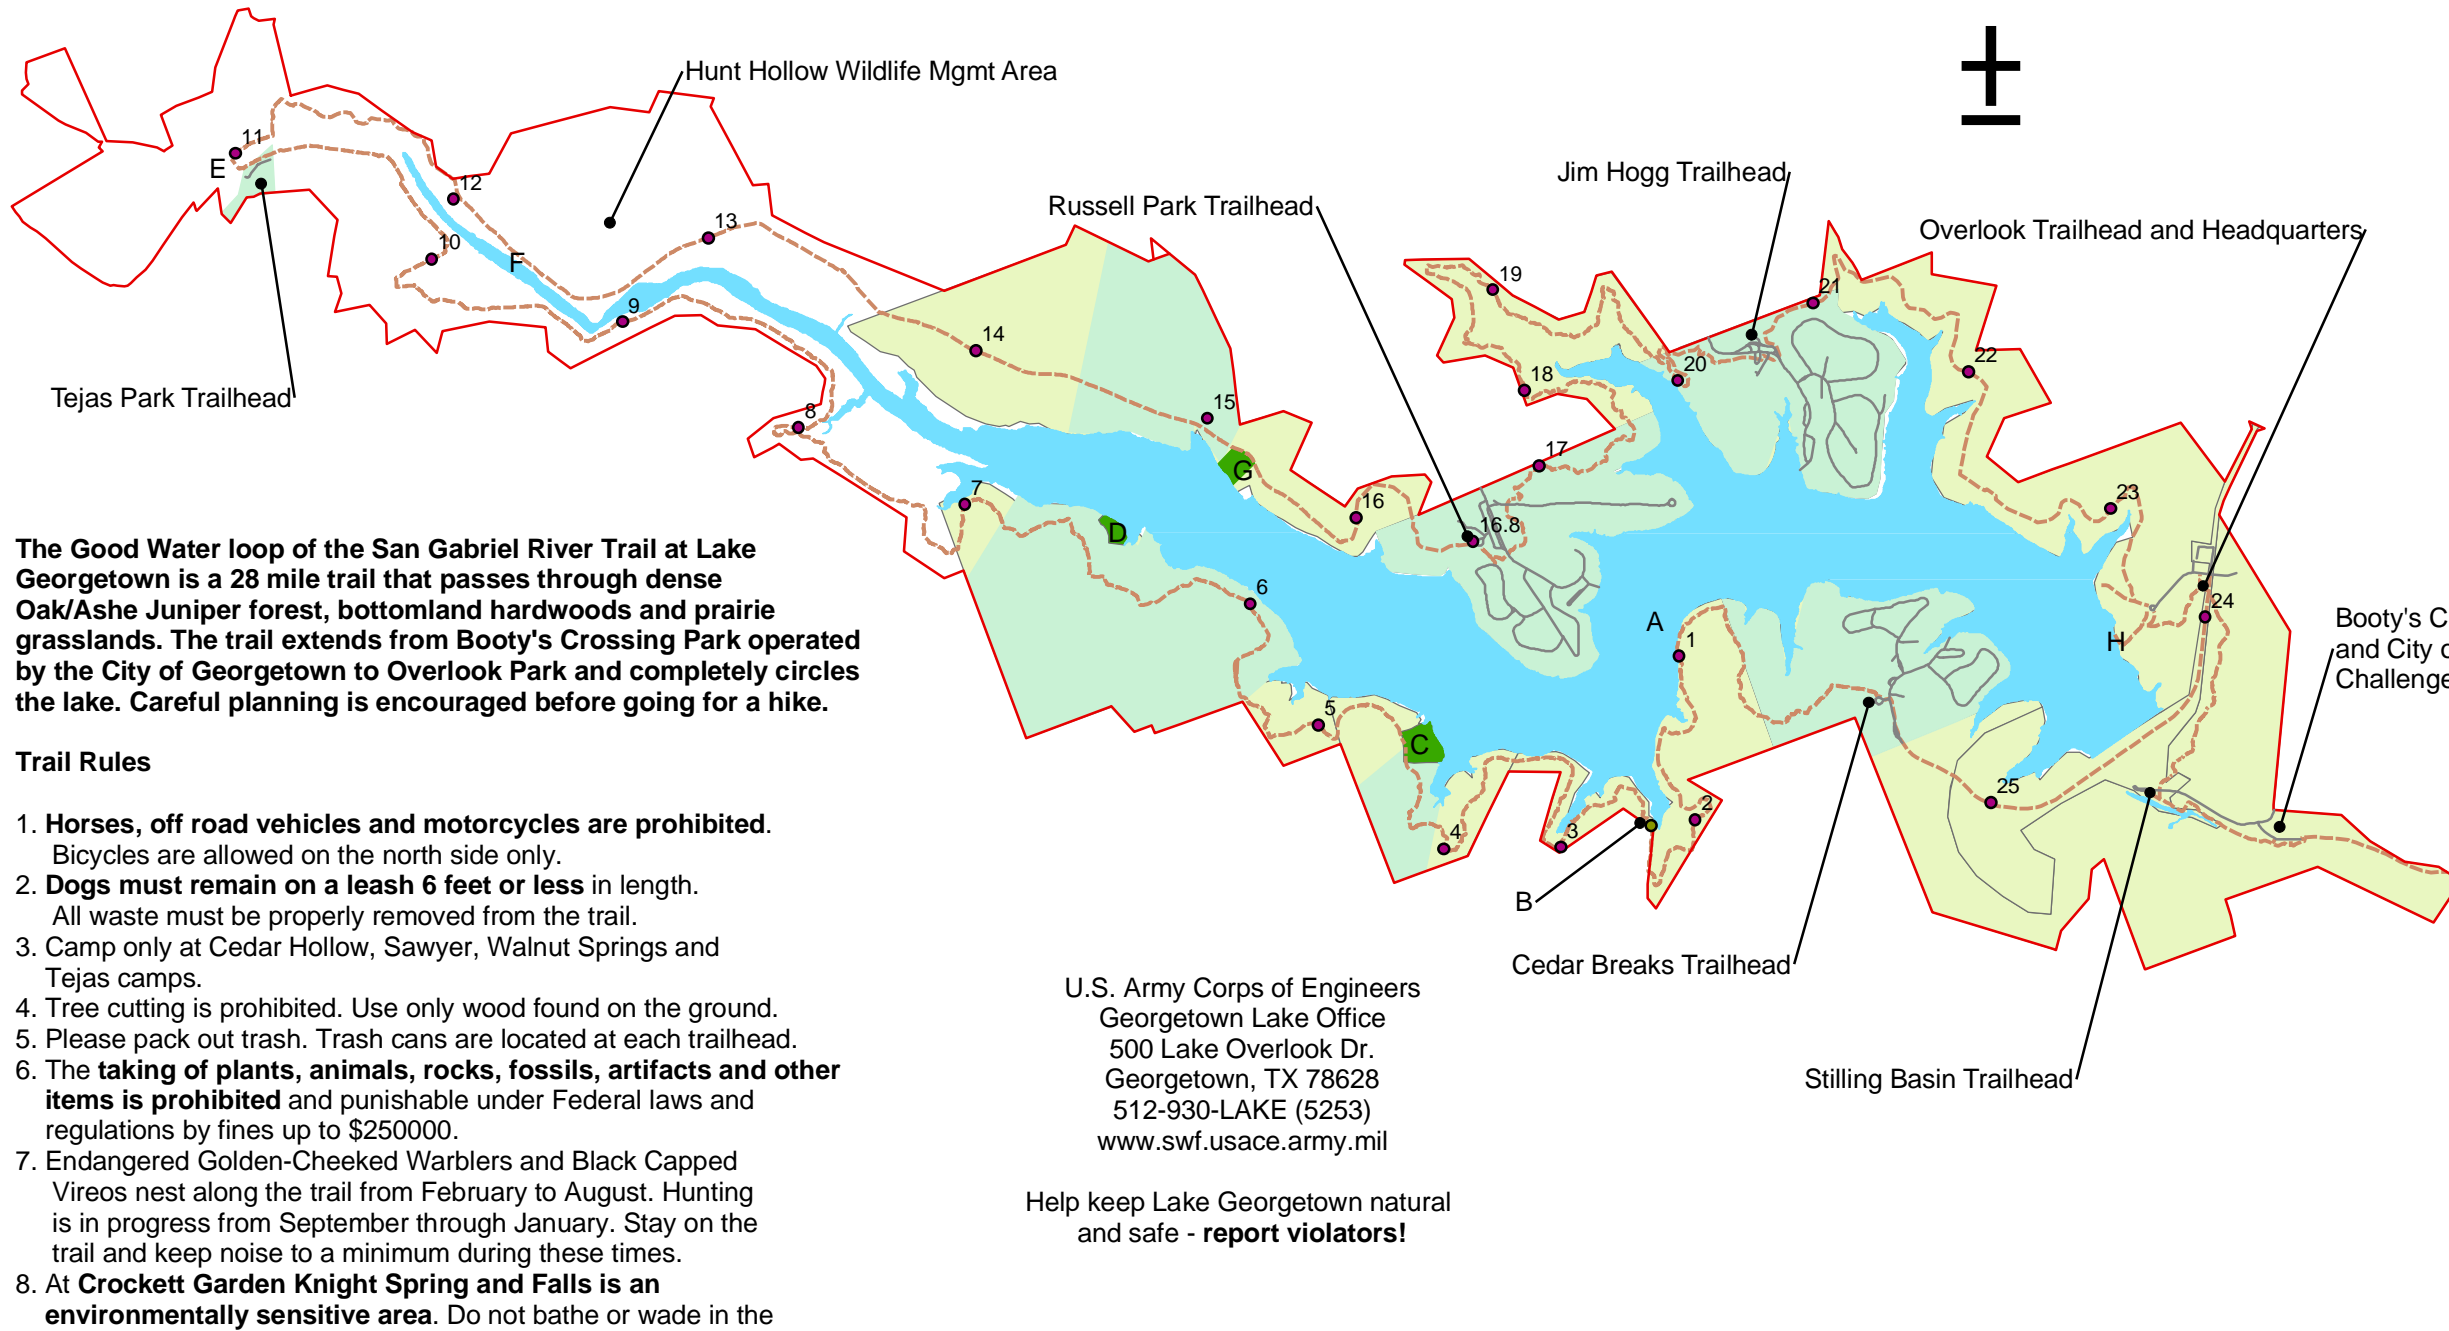 Hunt Hollow Wildlife Mgmt Area
Jim Hogg Trailhead
Russell Park Trailhead
Overlook Trailhead and Headquarters
Tejas Park Trailhead
11
E
12
10
F
13
9
14
8
15
G
7
D
16
16.8
17
18
19
20
21
22
23
24
H
A
1
6
5
C
4
3
2
25
B
Booty's C
and City o
Challenge
Cedar Breaks Trailhead
Stilling Basin Trailhead
The Good Water loop of the San Gabriel River Trail at Lake
Georgetown is a 28 mile trail that passes through dense
Oak/Ashe Juniper forest, bottomland hardwoods and prairie
grasslands. The trail extends from Booty's Crossing Park operated
by the City of Georgetown to Overlook Park and completely circles
the lake. Careful planning is encouraged before going for a hike.
Trail Rules
1. Horses, off road vehicles and motorcycles are prohibited.
Bicycles are allowed on the north side only.
2. Dogs must remain on a leash 6 feet or less in length.
All waste must be properly removed from the trail.
3. Camp only at Cedar Hollow, Sawyer, Walnut Springs and
Tejas camps.
4. Tree cutting is prohibited. Use only wood found on the ground.
5. Please pack out trash. Trash cans are located at each trailhead.
6. The taking of plants, animals, rocks, fossils, artifacts and other
items is prohibited and punishable under Federal laws and
regulations by fines up to $250000.
7. Endangered Golden-Cheeked Warblers and Black Capped
Vireos nest along the trail from February to August. Hunting
is in progress from September through January. Stay on the
trail and keep noise to a minimum during these times.
8. At Crockett Garden Knight Spring and Falls is an
environmentally sensitive area. Do not bathe or wade in the
U.S. Army Corps of Engineers
Georgetown Lake Office
500 Lake Overlook Dr.
Georgetown, TX 78628
512-930-LAKE (5253)
www.swf.usace.army.mil
Help keep Lake Georgetown natural
and safe - report violators!